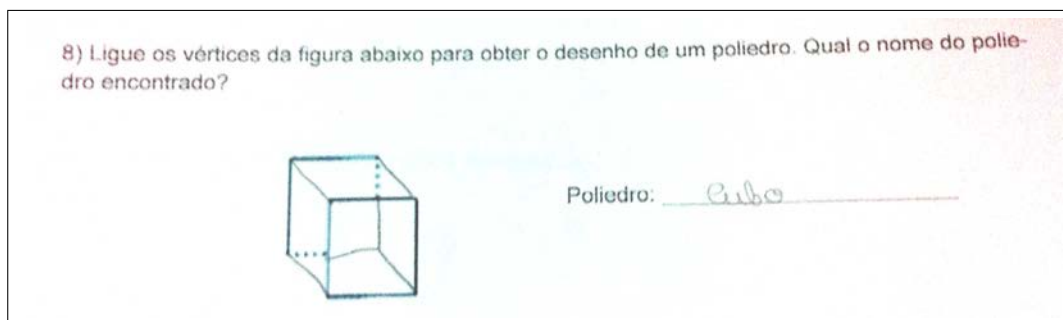 8) Ligue os vértices da figura abaixo para obter o desenho de um poliedro. Qual o nome do polie-
dro encontrado?
Poliedro: Cubo